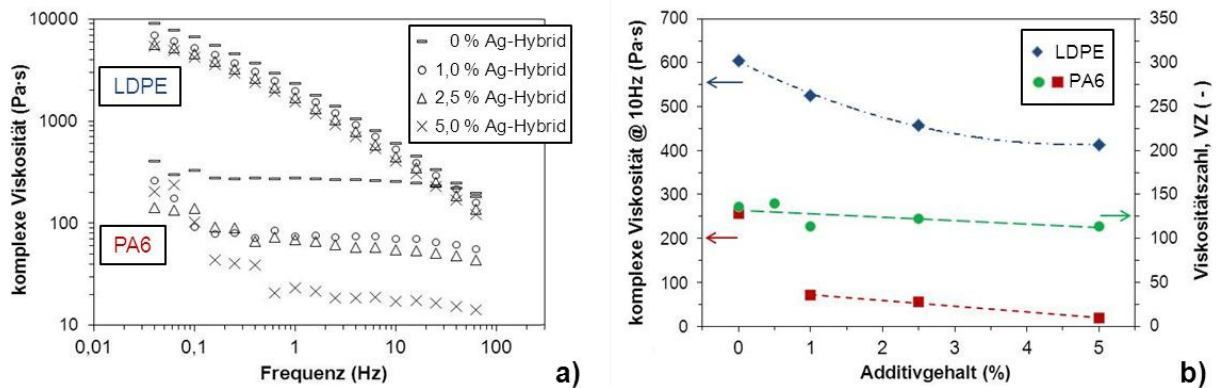 komplexe Viskosität (Pa·s)
10000
1000
100
10
LDPE
PA6
0 % Ag-Hybrid
1,0 % Ag-Hybrid
2,5 % Ag-Hybrid
5,0 % Ag-Hybrid
0,01
0,1
1
10
100
Frequenz (Hz)
a)
komplexe Viskosität @ 10Hz (Pa·s)
700
600
500
400
300
200
100
0
LDPE
PA6
350
300
250
200
150
100
50
0
Viskositätszahl, VZ ( - )
0
1
2
3
4
5
Additivgehalt (%)
b)